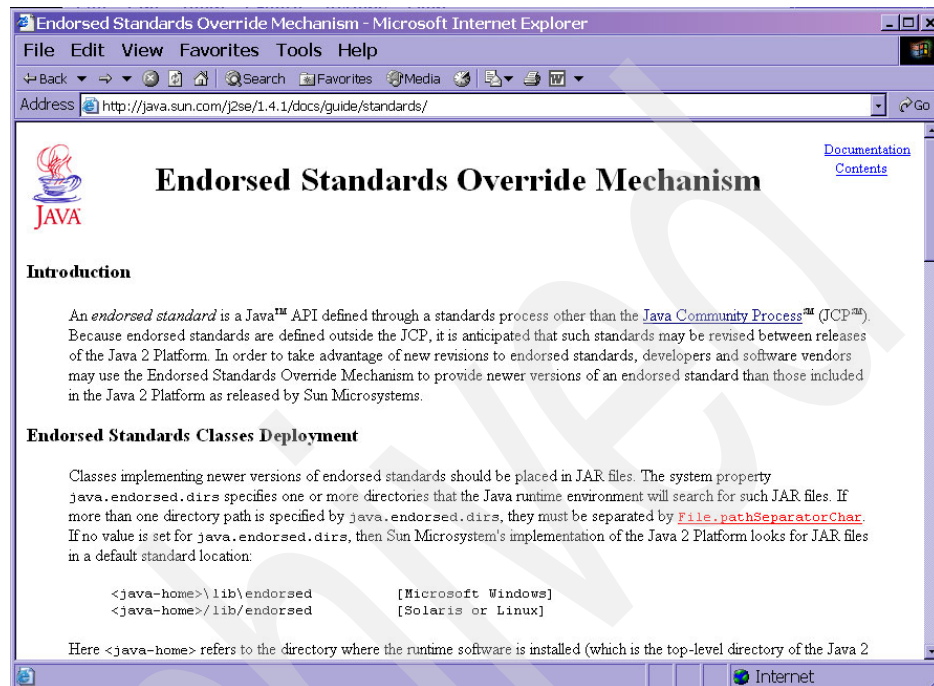 Endorsed Standards Override Mechanism - Microsoft Internet Explorer
File Edit View Favorites Tools Help
Back Search Favorites Media
Address http://java.sun.com/j2se/1.4.1/docs/guide/standards/ Go
JAVA
Endorsed Standards Override Mechanism
Documentation
Contents
Introduction
An endorsed standard is a Java™ API defined through a standards process other than the Java Community Process℠ (JCP℠).
Because endorsed standards are defined outside the JCP, it is anticipated that such standards may be revised between releases
of the Java 2 Platform. In order to take advantage of new revisions to endorsed standards, developers and software vendors
may use the Endorsed Standards Override Mechanism to provide newer versions of an endorsed standard than those included
in the Java 2 Platform as released by Sun Microsystems.
Endorsed Standards Classes Deployment
Classes implementing newer versions of endorsed standards should be placed in JAR files. The system property
java.endorsed.dirs specifies one or more directories that the Java runtime environment will search for such JAR files. If
more than one directory path is specified by java.endorsed.dirs, they must be separated by File.pathSeparatorChar.
If no value is set for java.endorsed.dirs, then Sun Microsystem's implementation of the Java 2 Platform looks for JAR files
in a default standard location:
<java-home>\lib\endorsed [Microsoft Windows]
<java-home>/lib/endorsed [Solaris or Linux]
Here <java-home> refers to the directory where the runtime software is installed (which is the top-level directory of the Java 2
Internet